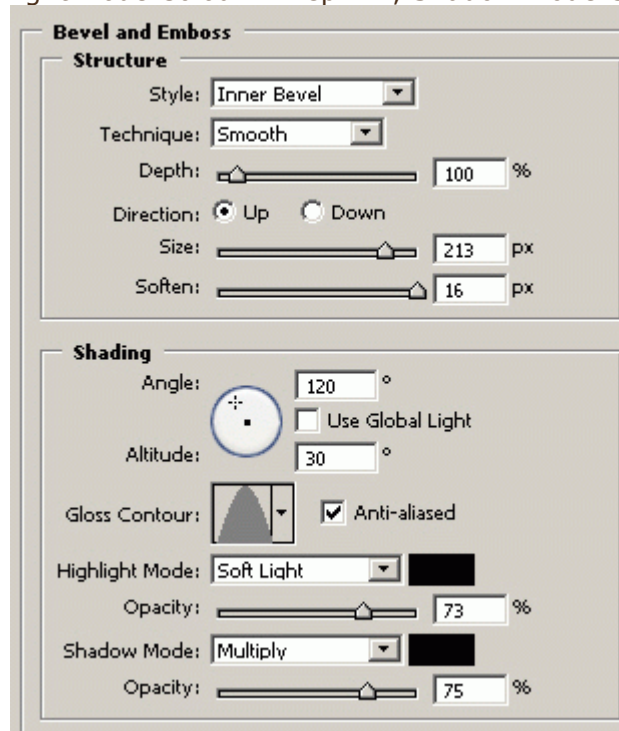 Bevel and Emboss
Structure
Style: Inner Bevel
Technique: Smooth
Depth: 100 %
Direction: Up Down
Size: 213 px
Soften: 16 px
Shading
Angle: 120 °
Use Global Light
Altitude: 30 °
Gloss Contour: Anti-aliased
Highlight Mode: Soft Light
Opacity: 73 %
Shadow Mode: Multiply
Opacity: 75 %